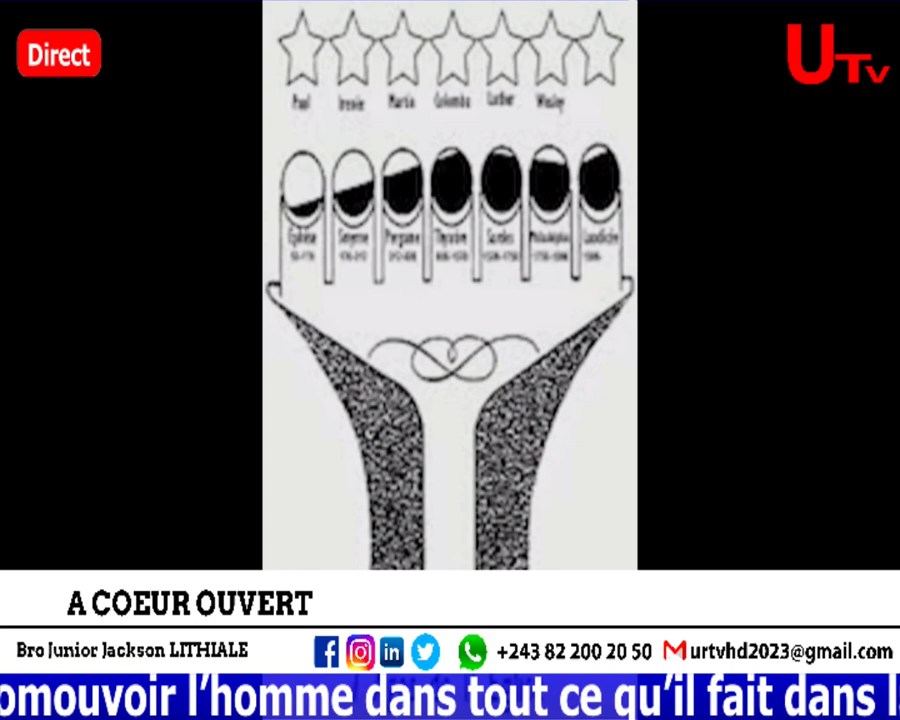 Direct
UTv
Paul Irenée Martin Colomba Luther Wesley
Ephèse Smyrne Pergame Thyatire Sardes Philadelphie Laodicée
A COEUR OUVERT
Bro Junior Jackson LITHIALE
+243 82 200 20 50
urtvhd2023@gmail.com
omouvoir l'homme dans tout ce qu'il fait dans l